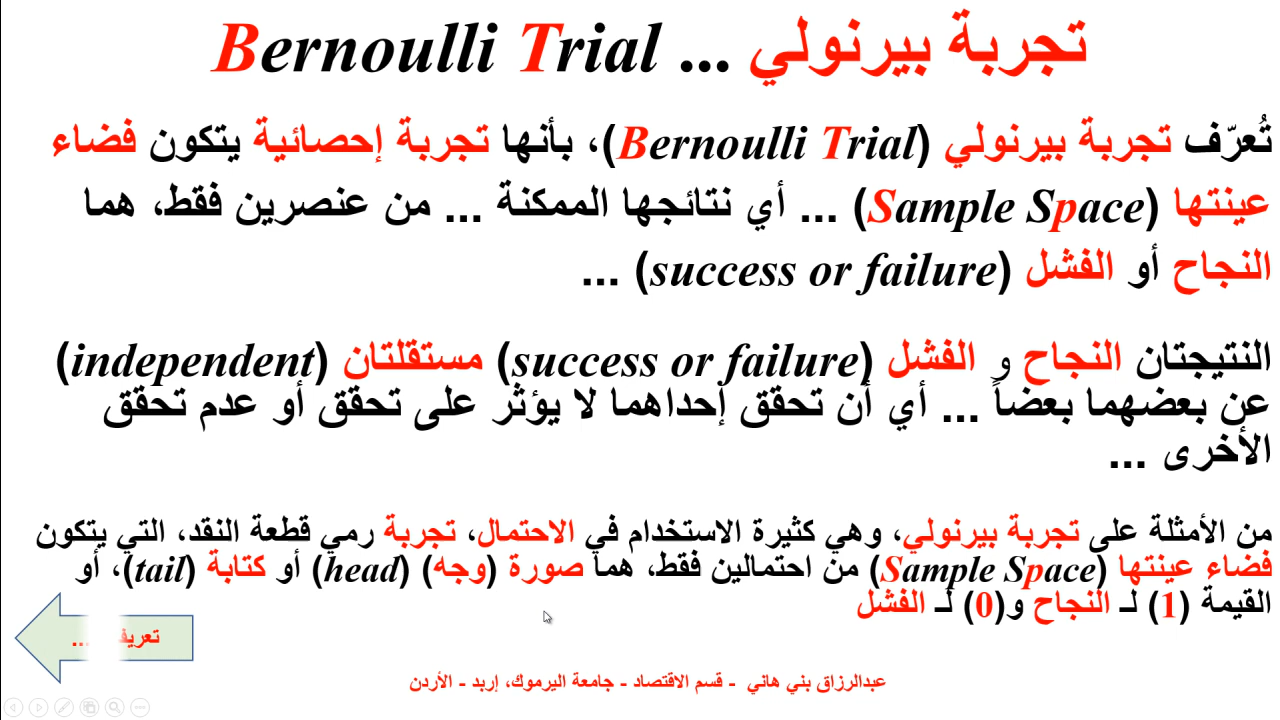 تجربة بيرنولي ... Bernoulli Trial
تُعرّف تجربة بيرنولي (Bernoulli Trial)، بأنها تجربة إحصائية يتكون فضاء
عينتها (Sample Space) ... أي نتائجها الممكنة ... من عنصرين فقط، هما
النجاح أو الفشل (success or failure) ...
النتيجتان النجاح و الفشل (success or failure) مستقلتان (independent)
عن بعضهما بعضاً ... أي أن تحقق إحداهما لا يؤثر على تحقق أو عدم تحقق
الأخرى ...
من الأمثلة على تجربة بيرنولي، وهي كثيرة الاستخدام في الاحتمال، تجربة رمي قطعة النقد، التي يتكون
فضاء عينتها (Sample Space) من احتمالين فقط، هما صورة (وجه) (head) أو كتابة (tail)، أو
القيمة (1) لـ النجاح و(0) لـ الفشل
عبدالرزاق بني هاني - قسم الاقتصاد - جامعة اليرموك، إربد - الأردن